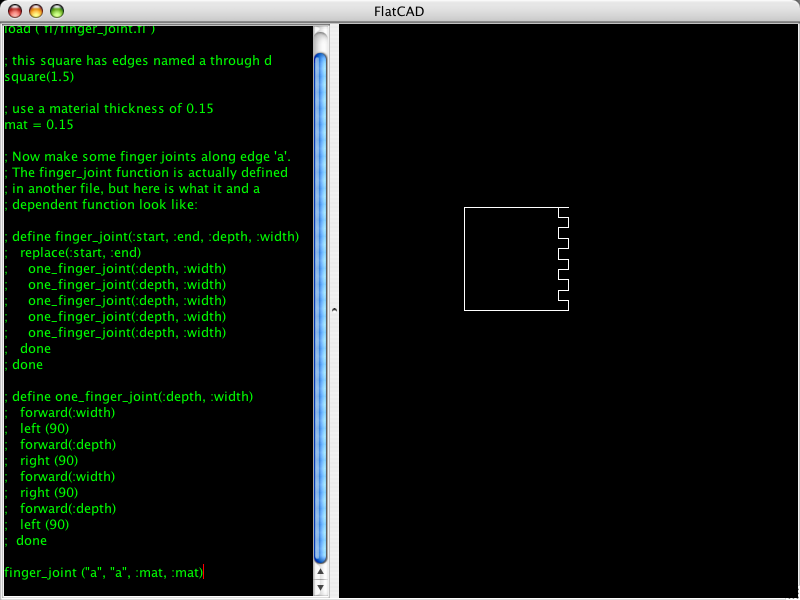 FlatCAD
load ("fl/finger_joint.fl")
; this square has edges named a through d
square(1.5)
; use a material thickness of 0.15
mat = 0.15
; Now make some finger joints along edge 'a'.
; The finger_joint function is actually defined
; in another file, but here is what it and a
; dependent function look like:
; define finger_joint(:start, :end, :depth, :width)
;   replace(:start, :end)
;     one_finger_joint(:depth, :width)
;     one_finger_joint(:depth, :width)
;     one_finger_joint(:depth, :width)
;     one_finger_joint(:depth, :width)
;     one_finger_joint(:depth, :width)
;   done
; done
; define one_finger_joint(:depth, :width)
;   forward(:width)
;   left (90)
;   forward(:depth)
;   right (90)
;   forward(:width)
;   right (90)
;   forward(:depth)
;   left (90)
;  done
finger_joint ("a", "a", :mat, :mat)